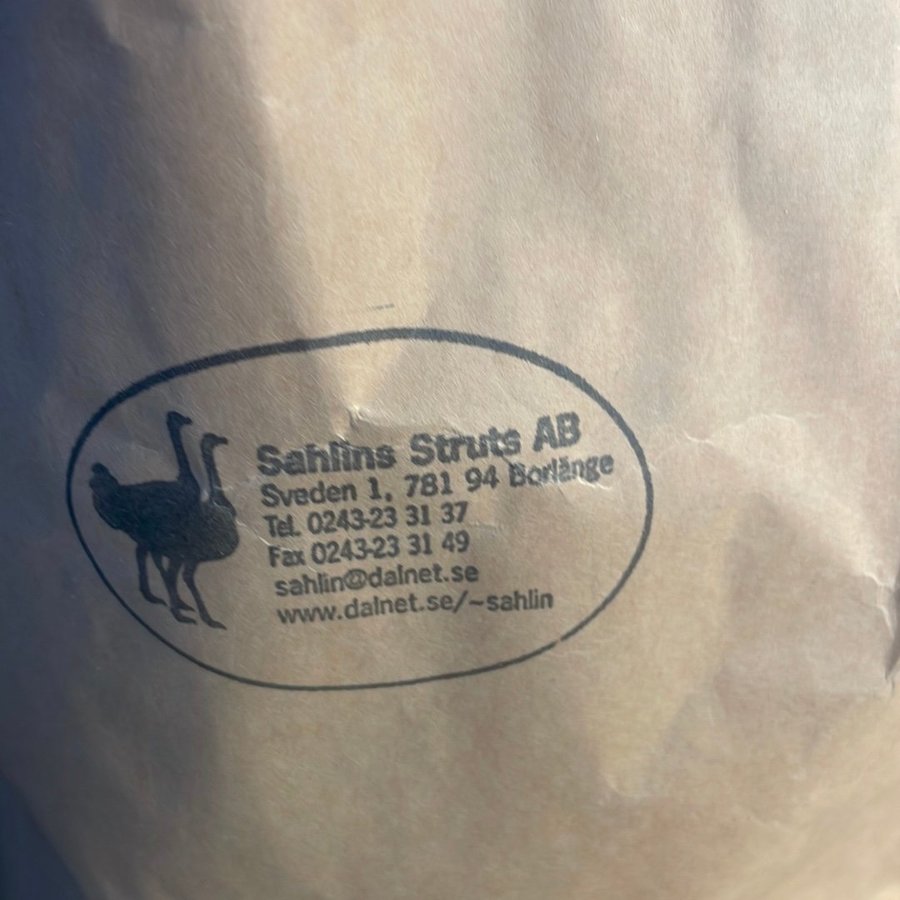 Sahlins Struts AB
Sveden 1, 781 94 Borlänge
Tel. 0243-23 31 37
Fax 0243-23 31 49
sahlin@dalnet.se
www.dalnet.se/~sahlin